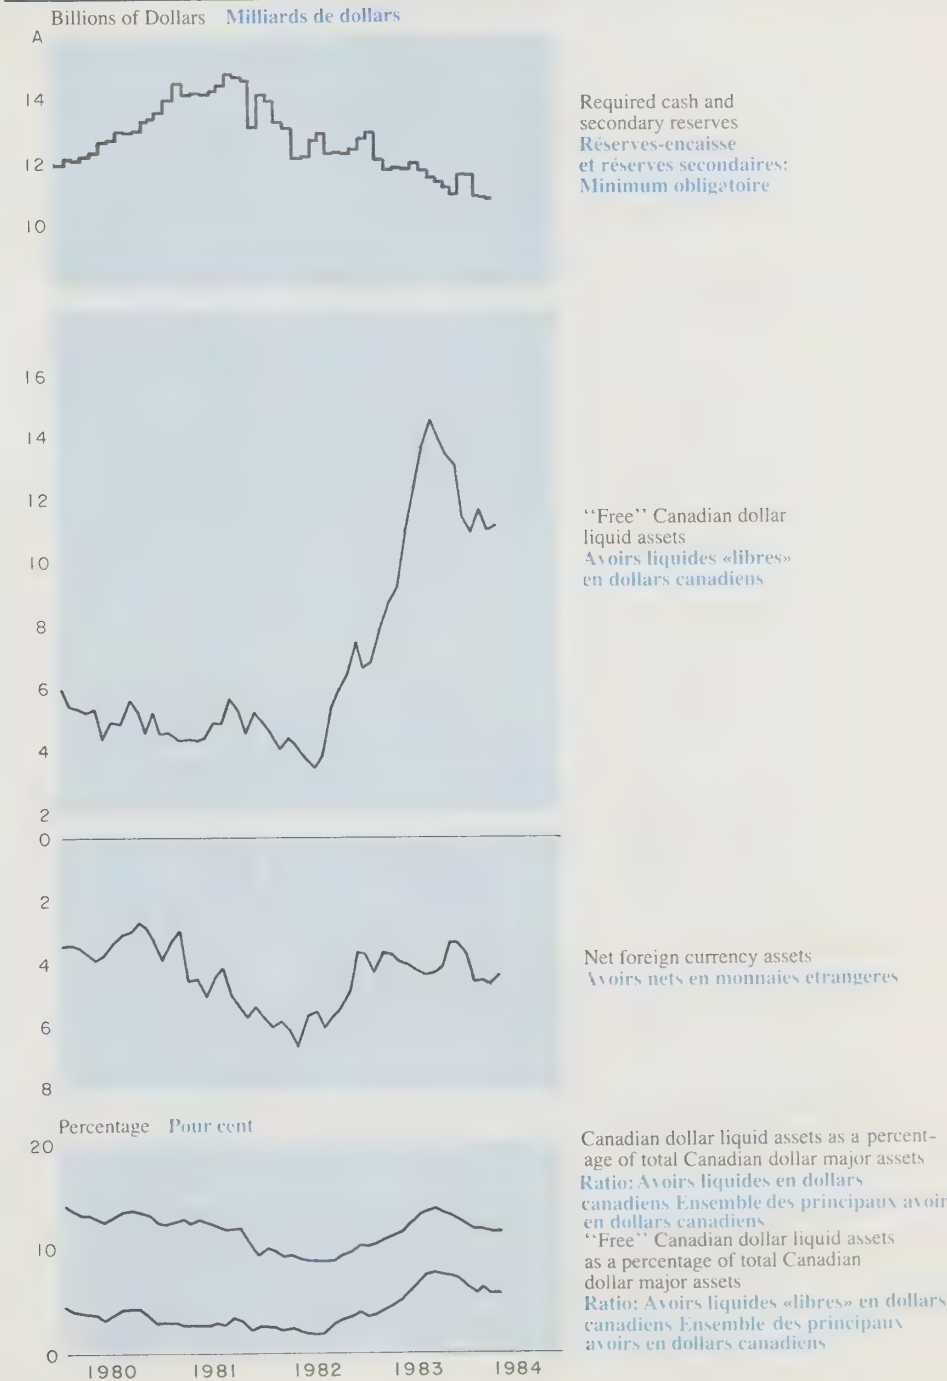 Billions of Dollars Milliards de dollars
A
14
12
10
Required cash and
secondary reserves
Réserves-encaisse
et réserves secondaires:
Minimum obligatoire
16
14
12
10
8
6
4
2
"Free" Canadian dollar
liquid assets
Avoirs liquides «libres»
en dollars canadiens
0
2
4
6
8
Net foreign currency assets
Avoirs nets en monnaies etrangeres
Percentage Pour cent
20
10
0
Canadian dollar liquid assets as a percent-
age of total Canadian dollar major assets
Ratio: Avoirs liquides en dollars
canadiens Ensemble des principaux avoir
en dollars canadiens
"Free" Canadian dollar liquid assets
as a percentage of total Canadian
dollar major assets
Ratio: Avoirs liquides «libres» en dollars
canadiens Ensemble des principaux
avoirs en dollars canadiens
1980 1981 1982 1983 1984